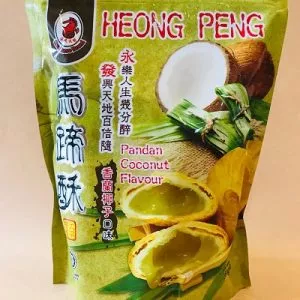 HEONG PENG
馬蹄酥
永樂人生幾分醉
發興天地百倍隨
香蘭椰子口味
Pandan
Coconut
Flavour